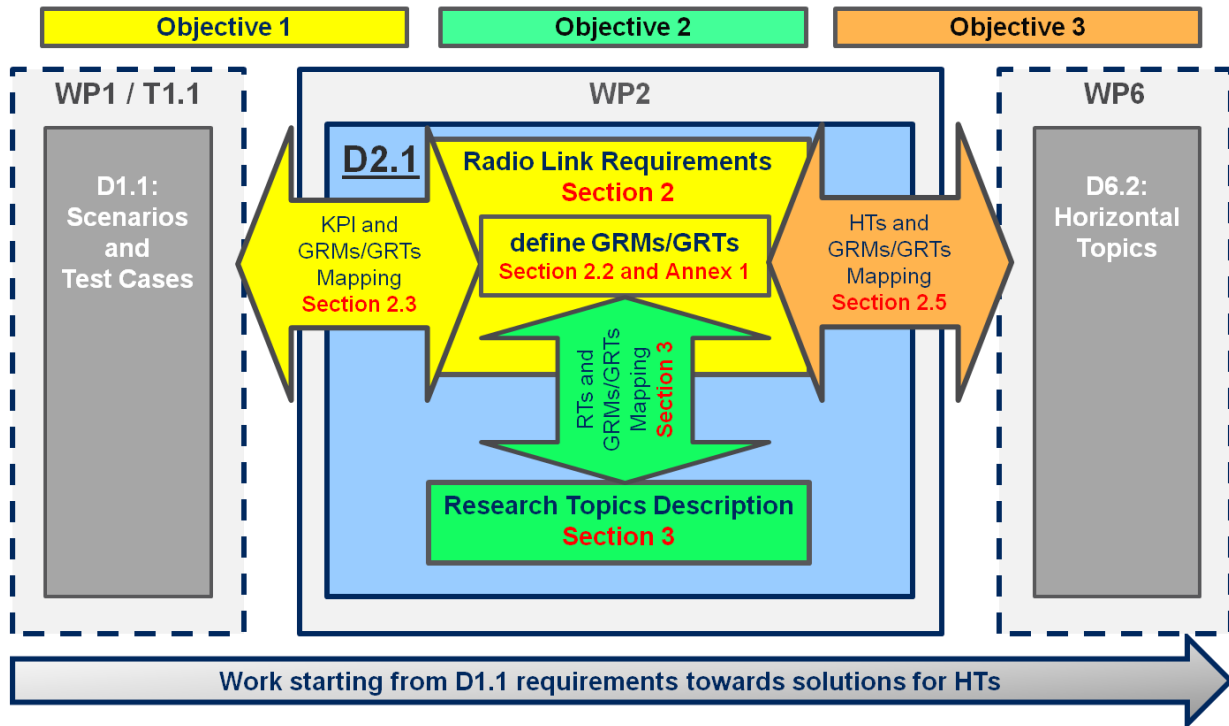 Objective 1
Objective 2
Objective 3
WP1 / T1.1
WP2
WP6
D1.1:
Scenarios
and
Test Cases
D2.1
Radio Link Requirements
Section 2
KPI and
GRMs/GRTs
Mapping
Section 2.3
define GRMs/GRTs
Section 2.2 and Annex 1
HTs and
GRMs/GRTs
Mapping
Section 2.5
D6.2:
Horizontal
Topics
RTs and
GRMs/GRTs
Mapping
Section 3
Research Topics Description
Section 3
Work starting from D1.1 requirements towards solutions for HTs